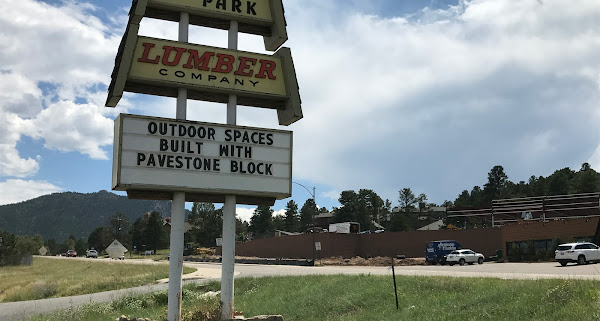 PARK
LUMBER
COMPANY
OUTDOOR SPACES
BUILT WITH
PAVESTONE BLOCK